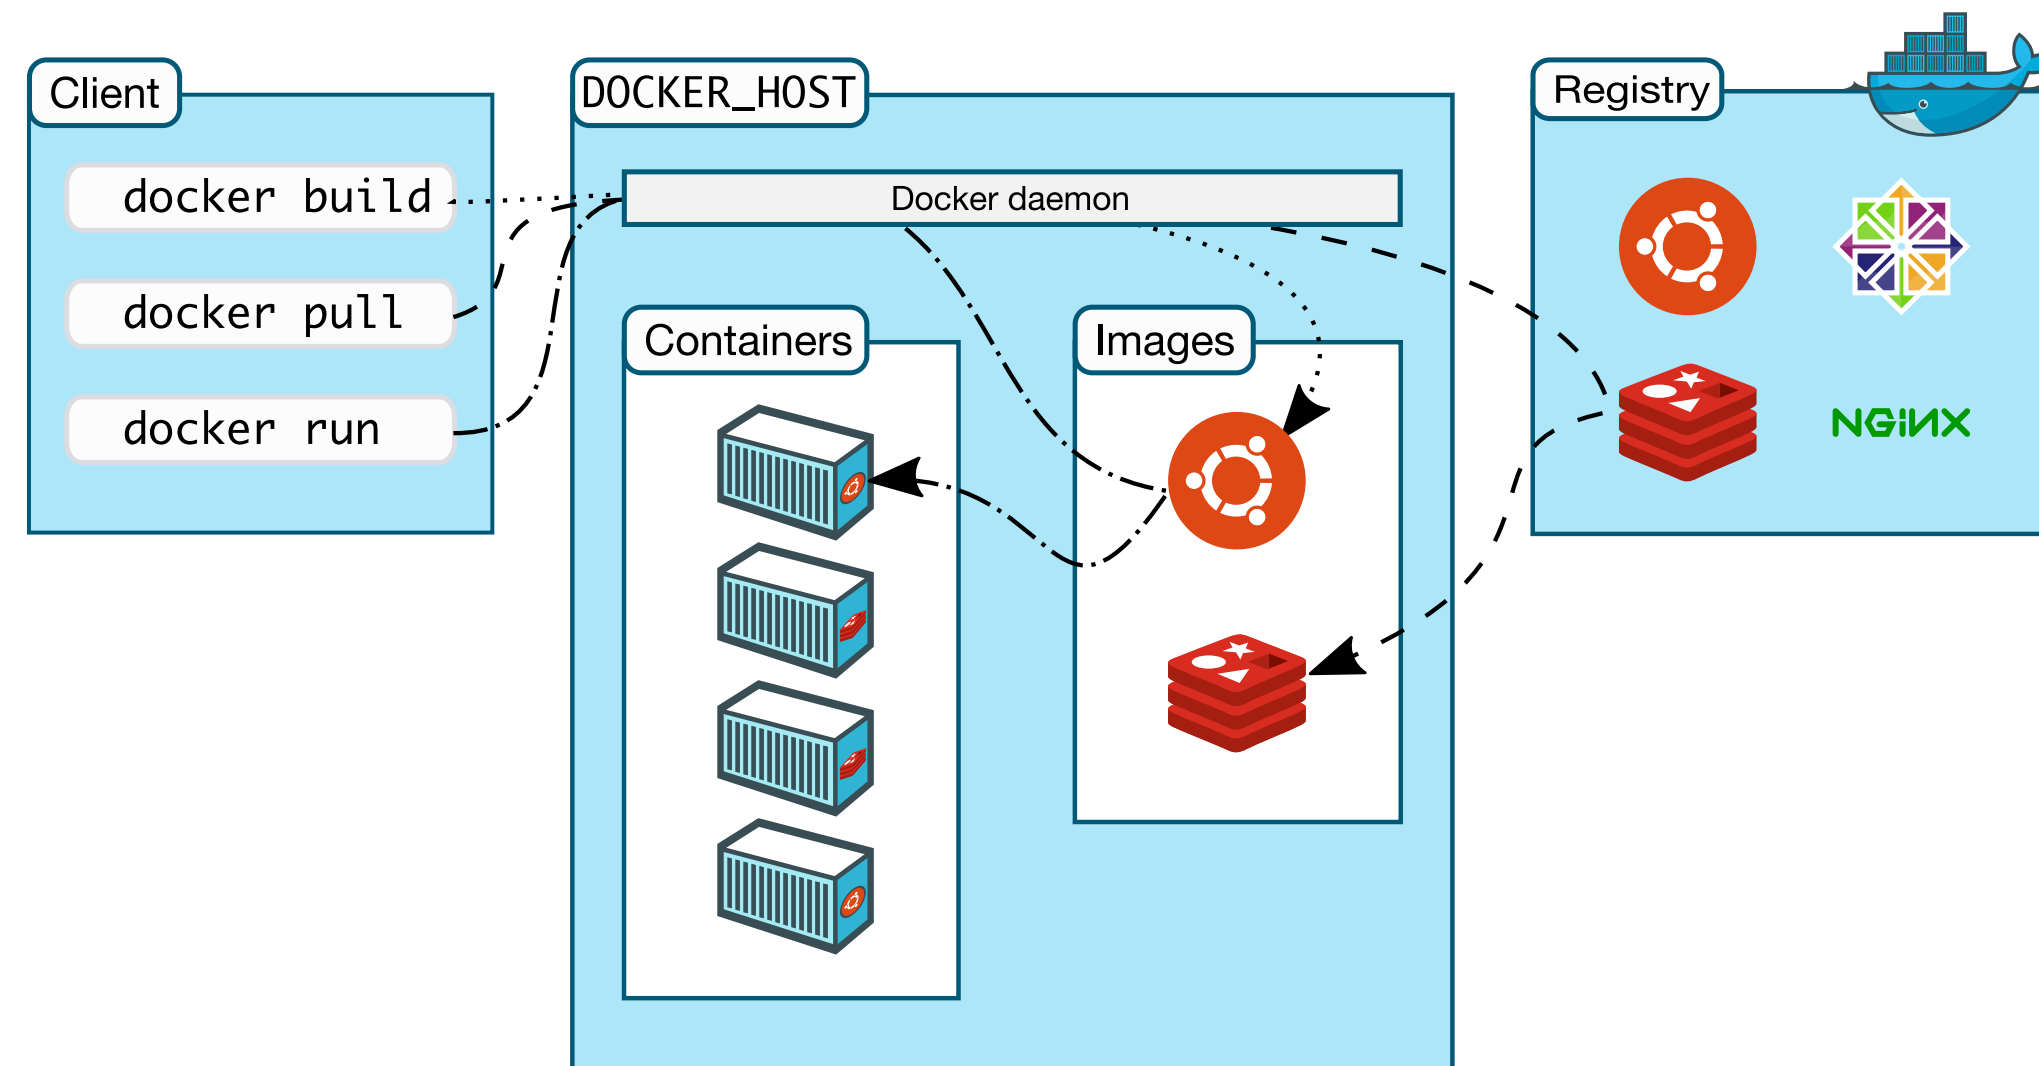 Client
docker build
docker pull
docker run
DOCKER_HOST
Docker daemon
Containers
Images
Registry
NGiNX